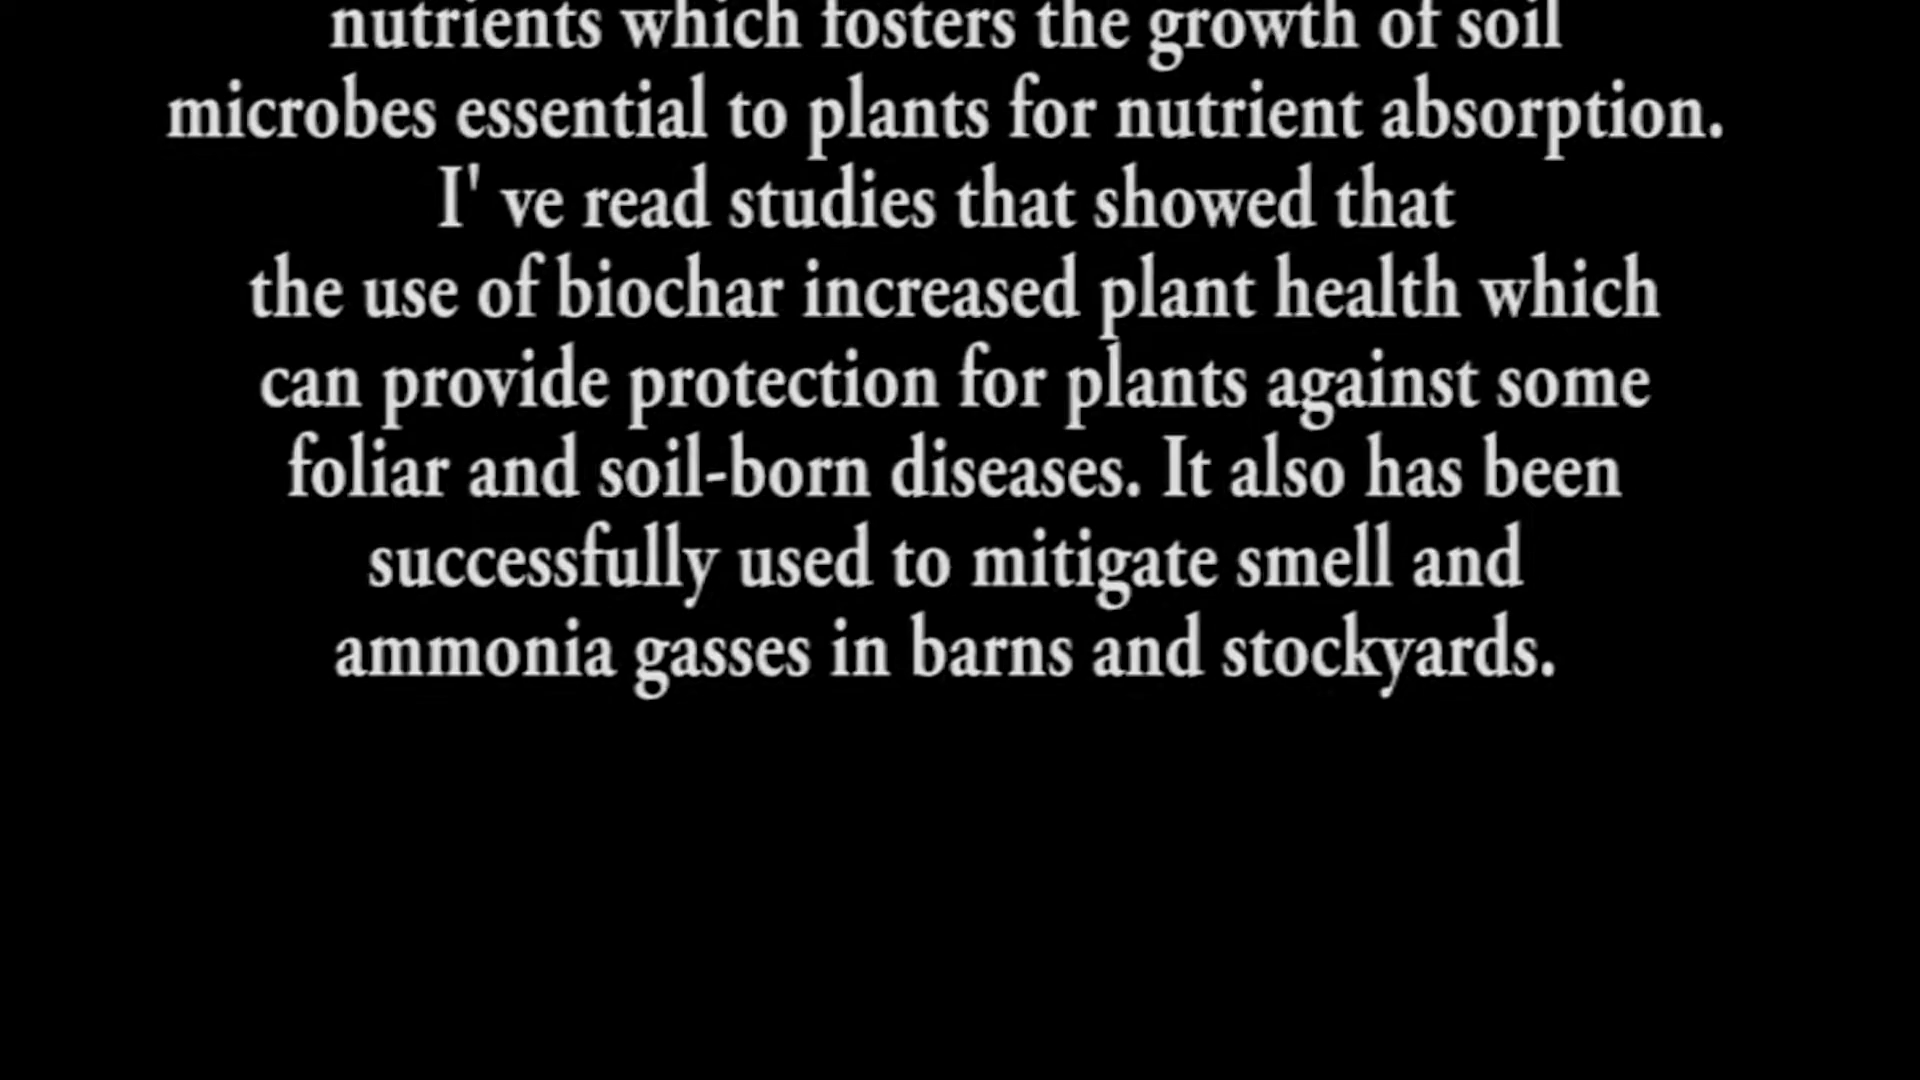 nutrients which fosters the growth of soil
microbes essential to plants for nutrient absorption.
I' ve read studies that showed that
the use of biochar increased plant health which
can provide protection for plants against some
foliar and soil-born diseases. It also has been
successfully used to mitigate smell and
ammonia gasses in barns and stockyards.